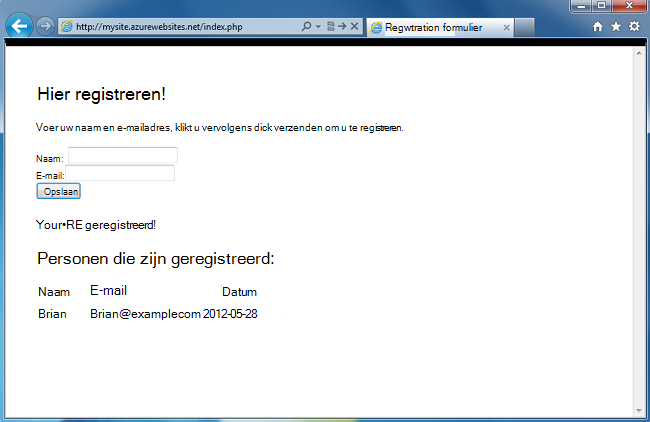 http://mysite.azurewebsites.net/index.php
Regwtration formulier
Hier registreren!
Voer uw naam en e-mailadres, klikt u vervolgens dick verzenden om u te registreren.
Naam:
E-mail:
Opslaan
Your•RE geregistreerd!
Personen die zijn geregistreerd:
Naam E-mail Datum
Brian Brian@examplecom 2012-05-28